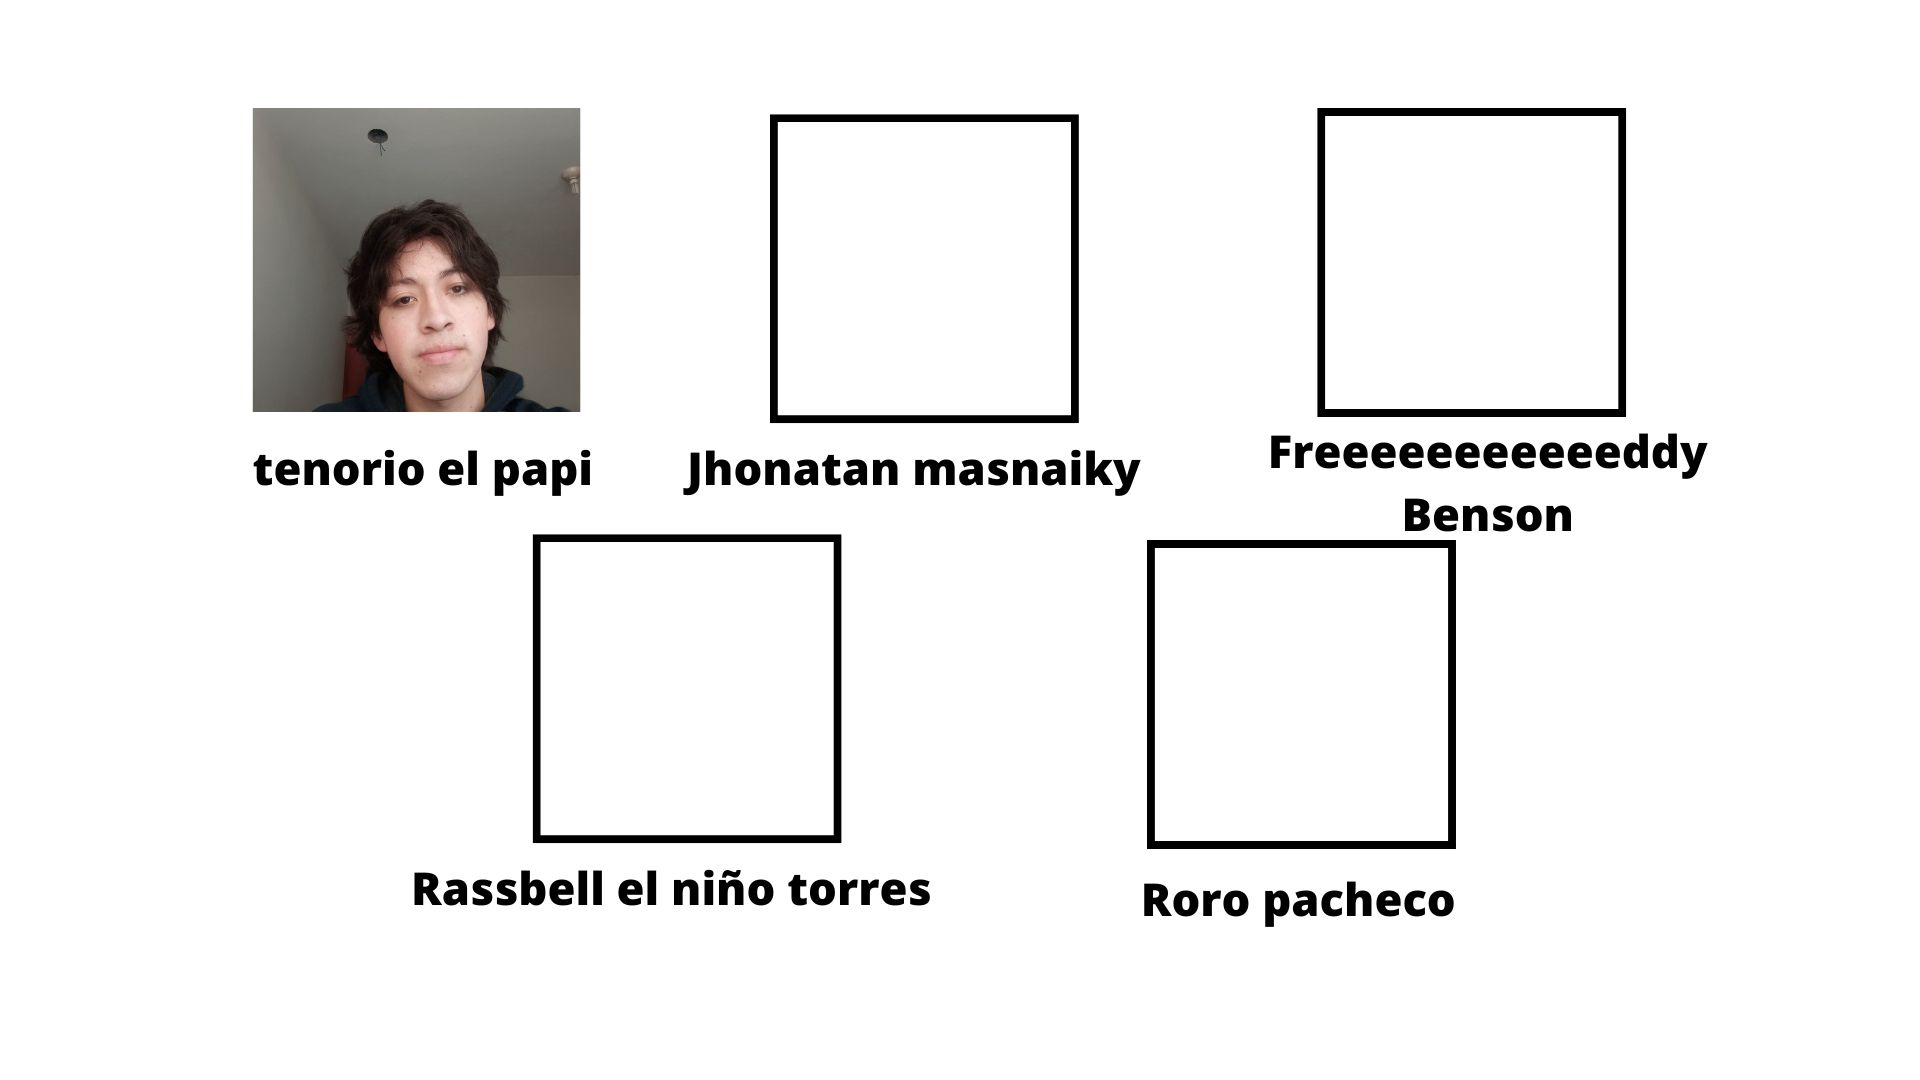 tenorio el papi
Jhonatan masnaiky
Freeeeeeeeeeeddy
Benson
Rassbell el niño torres
Roro pacheco